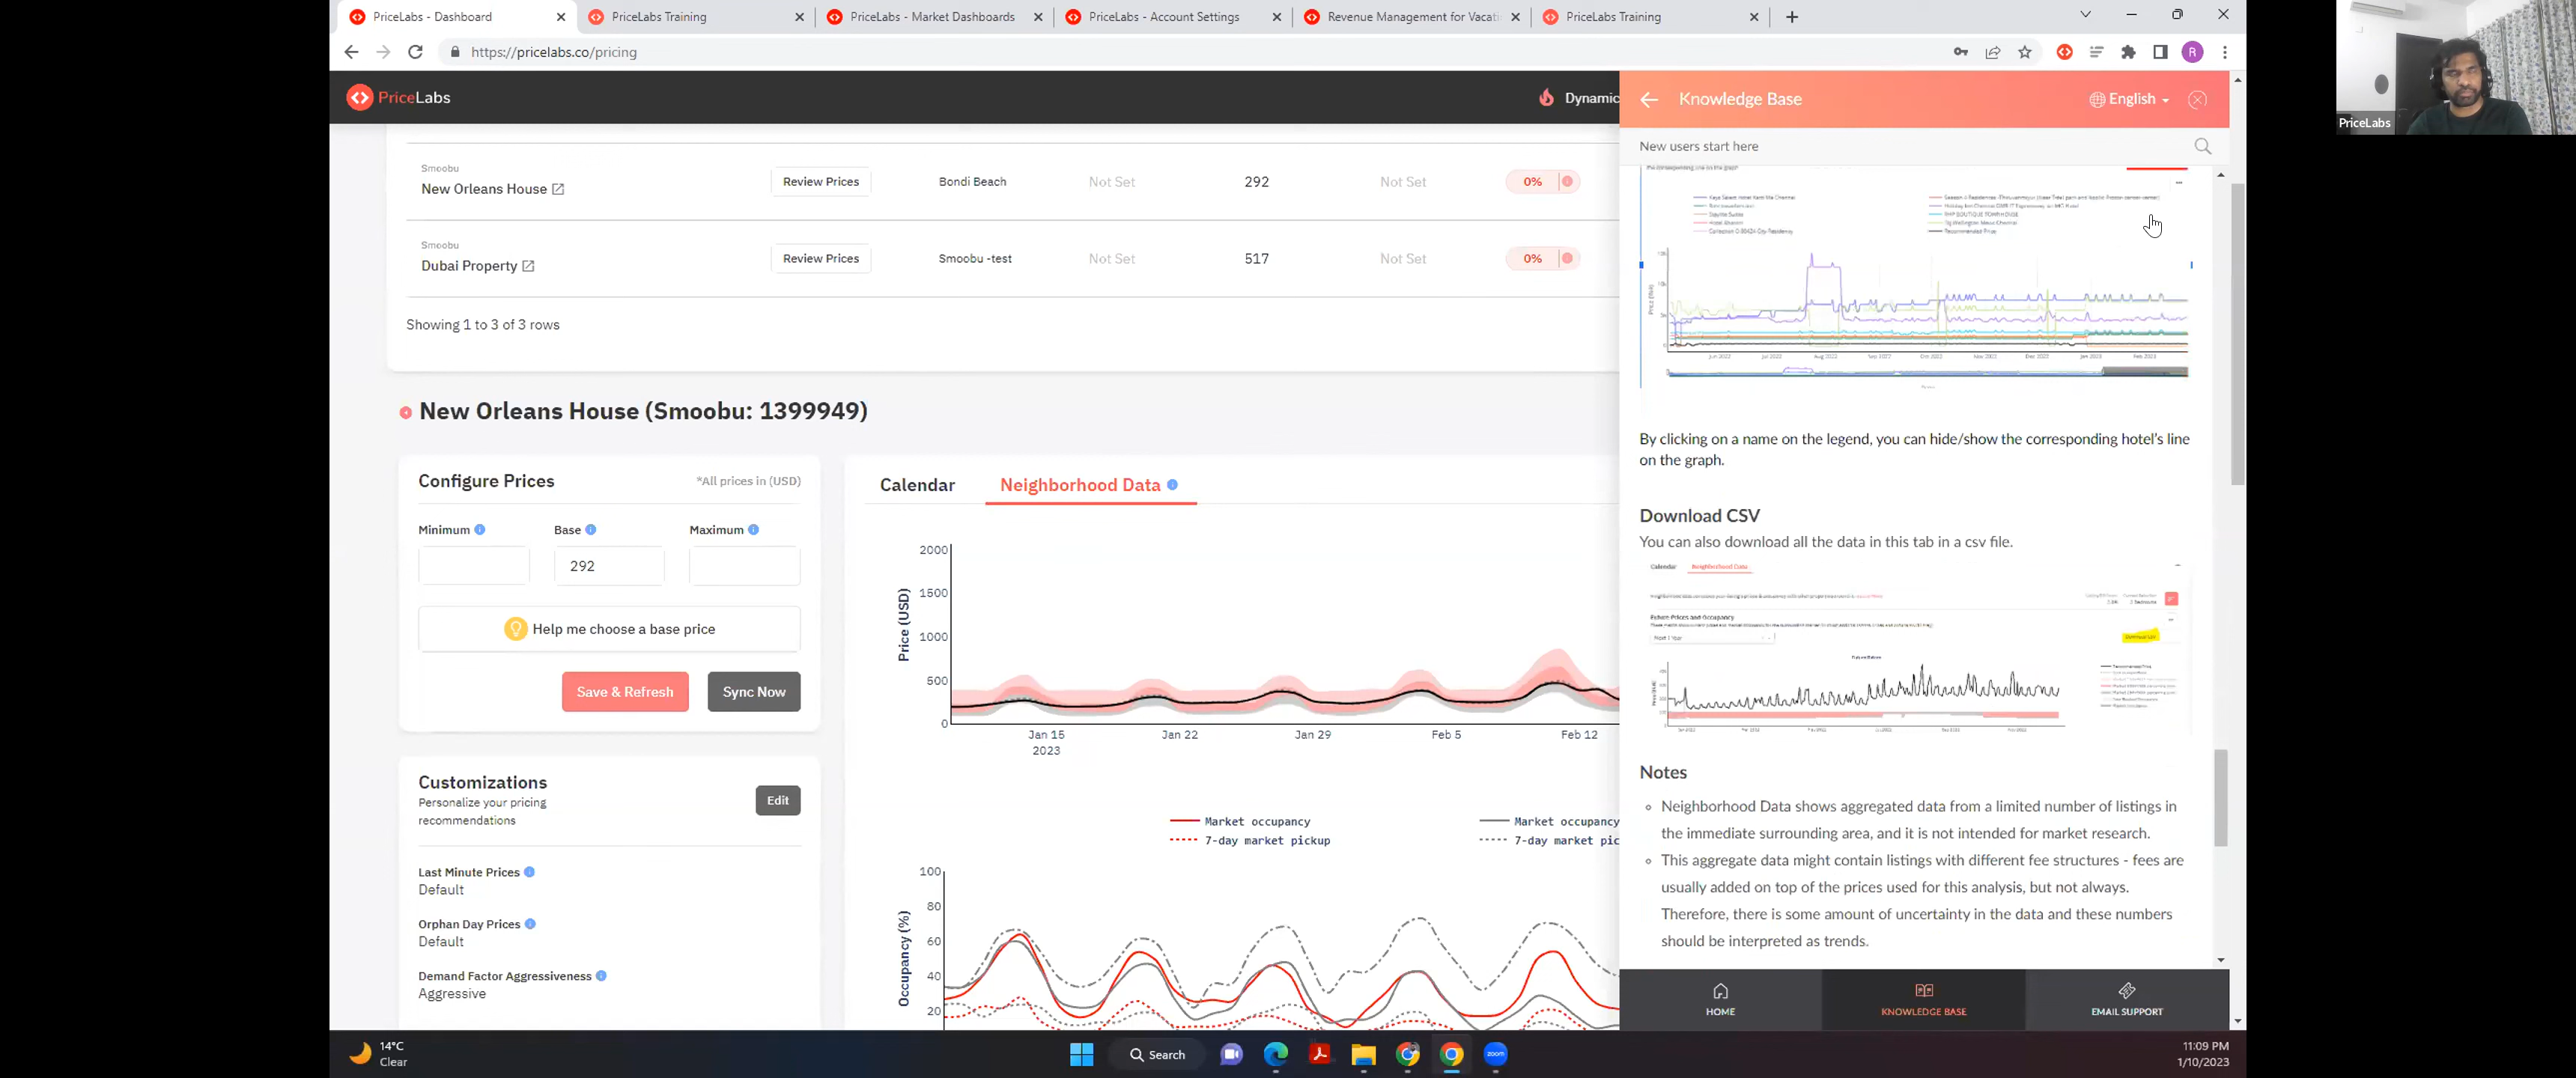 PriceLabs - Dashboard
PriceLabs Training
PriceLabs - Market Dashboards
PriceLabs - Account Settings
Revenue Management for Vacati
PriceLabs Training
https://pricelabs.co/pricing
R
PriceLabs
Dynamic
Smoobu
New Orleans House
Review Prices
Bondi Beach
Not Set
292
Not Set
0%
Smoobu
Dubai Property
Review Prices
Smoobu -test
Not Set
517
Not Set
0%
Showing 1 to 3 of 3 rows
New Orleans House (Smoobu: 1399949)
Configure Prices
*All prices in (USD)
Minimum
Base
Maximum
292
Help me choose a base price
Save & Refresh
Sync Now
Customizations
Personalize your pricing
recommendations
Edit
Last Minute Prices
Default
Orphan Day Prices
Default
Demand Factor Aggressiveness
Aggressive
Calendar
Neighborhood Data
Price (USD)
2000
1500
1000
500
0
Jan 15
2023
Jan 22
Jan 29
Feb 5
Feb 12
Market occupancy
7-day market pickup
Market occupancy
7-day market pic
Occupancy (%)
100
80
60
40
20
Knowledge Base
English
New users start here
By clicking on a name on the legend, you can hide/show the corresponding hotel's line
on the graph.
Download CSV
You can also download all the data in this tab in a csv file.
Calendar
Neighborhood Data
Future Prices and Occupancy
Notes
Neighborhood Data shows aggregated data from a limited number of listings in
the immediate surrounding area, and it is not intended for market research.
This aggregate data might contain listings with different fee structures - fees are
usually added on top of the prices used for this analysis, but not always.
Therefore, there is some amount of uncertainty in the data and these numbers
should be interpreted as trends.
HOME
KNOWLEDGE BASE
EMAIL SUPPORT
PriceLabs
14°C
Clear
Search
zoom
11:09 PM
1/10/2023